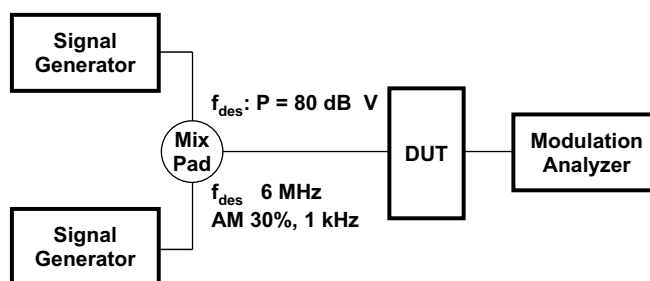 Signal
Generator
f_des: P = 80 dB V
Mix
Pad
DUT
Modulation
Analyzer
f_des 6 MHz
AM 30%, 1 kHz
Signal
Generator